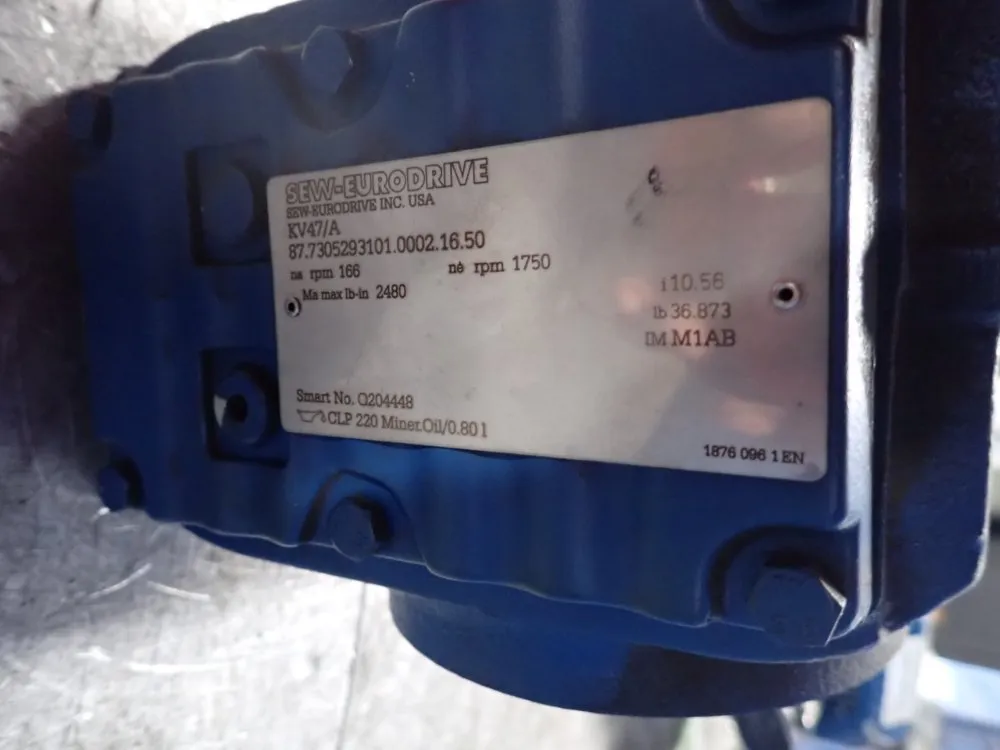 SEW-EURODRIVE
SEW-EURODRIVE INC. USA
KV47/A
87.7305293101.0002.16.50
na rpm 166 ne rpm 1750
Ma max lb-in 2480
i 10.56
lb 36.873
IM M1AB
Smart No. Q204448
CLP 220 Miner.Oil/0.80 l
1876 096 1 EN